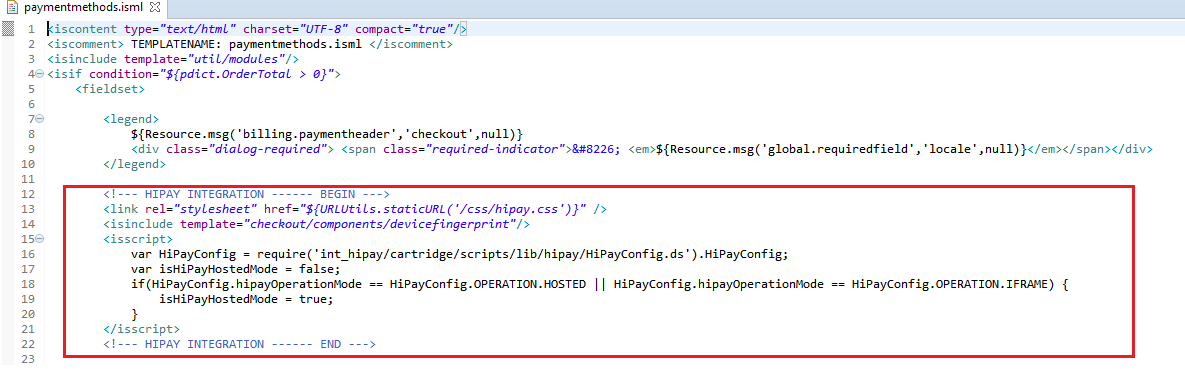 paymentmethods.isml
1 <iscontent type="text/html" charset="UTF-8" compact="true"/>
2 <iscomment> TEMPLATENAME: paymentmethods.isml </iscomment>
3 <isinclude template="util/modules"/>
4 <isif condition="${pdict.OrderTotal > 0}">
5 <fieldset>
6
7 <legend>
8 ${Resource.msg('billing.paymentheader','checkout',null)}
9 <div class="dialog-required"> <span class="required-indicator">&#8226; <em>${Resource.msg('global.requiredfield','locale',null)}</em></span></div>
10 </legend>
11
12 <!--- HIPAY INTEGRATION ------ BEGIN --->
13 <link rel="stylesheet" href="${URLUtils.staticURL('/css/hipay.css')}" />
14 <isinclude template="checkout/components/devicefingerprint"/>
15 <isscript>
16 var HiPayConfig = require('int_hipay/cartridge/scripts/lib/hipay/HiPayConfig.ds').HiPayConfig;
17 var isHiPayHostedMode = false;
18 if(HiPayConfig.hipayOperationMode == HiPayConfig.OPERATION.HOSTED || HiPayConfig.hipayOperationMode == HiPayConfig.OPERATION.IFRAME) {
19 isHiPayHostedMode = true;
20 }
21 </isscript>
22 <!--- HIPAY INTEGRATION ------ END --->
23